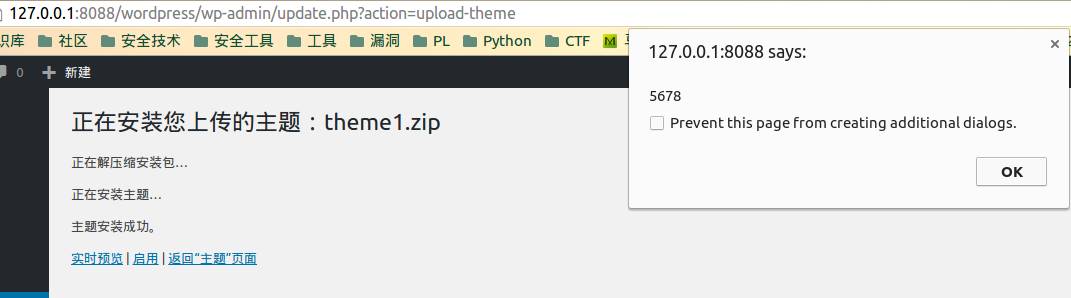 127.0.0.1:8088/wordpress/wp-admin/update.php?action=upload-theme
识库 社区 安全技术 安全工具 工具 漏洞 PL Python CTF
0 新建
127.0.0.1:8088 says:
5678
Prevent this page from creating additional dialogs.
OK
正在安装您上传的主题：theme1.zip
正在解压缩安装包…
正在安装主题…
主题安装成功。
实时预览 | 启用 | 返回“主题”页面